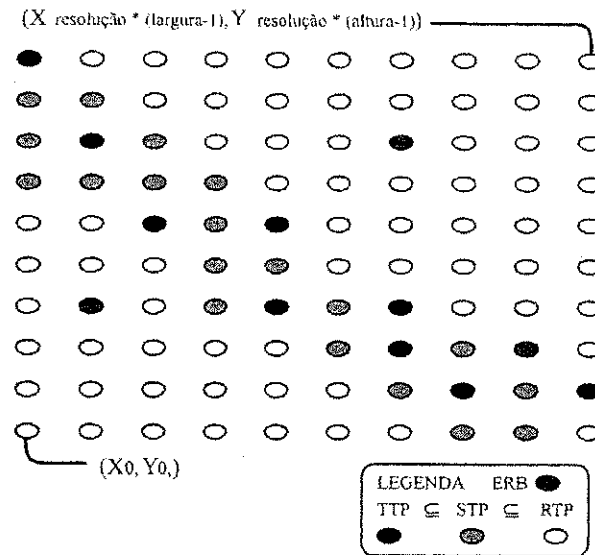 (X resolução * (largura-1), Y resolução * (altura-1))
(X0, Y0,)
LEGENDA ERB
TTP ⊆ STP ⊆ RTP